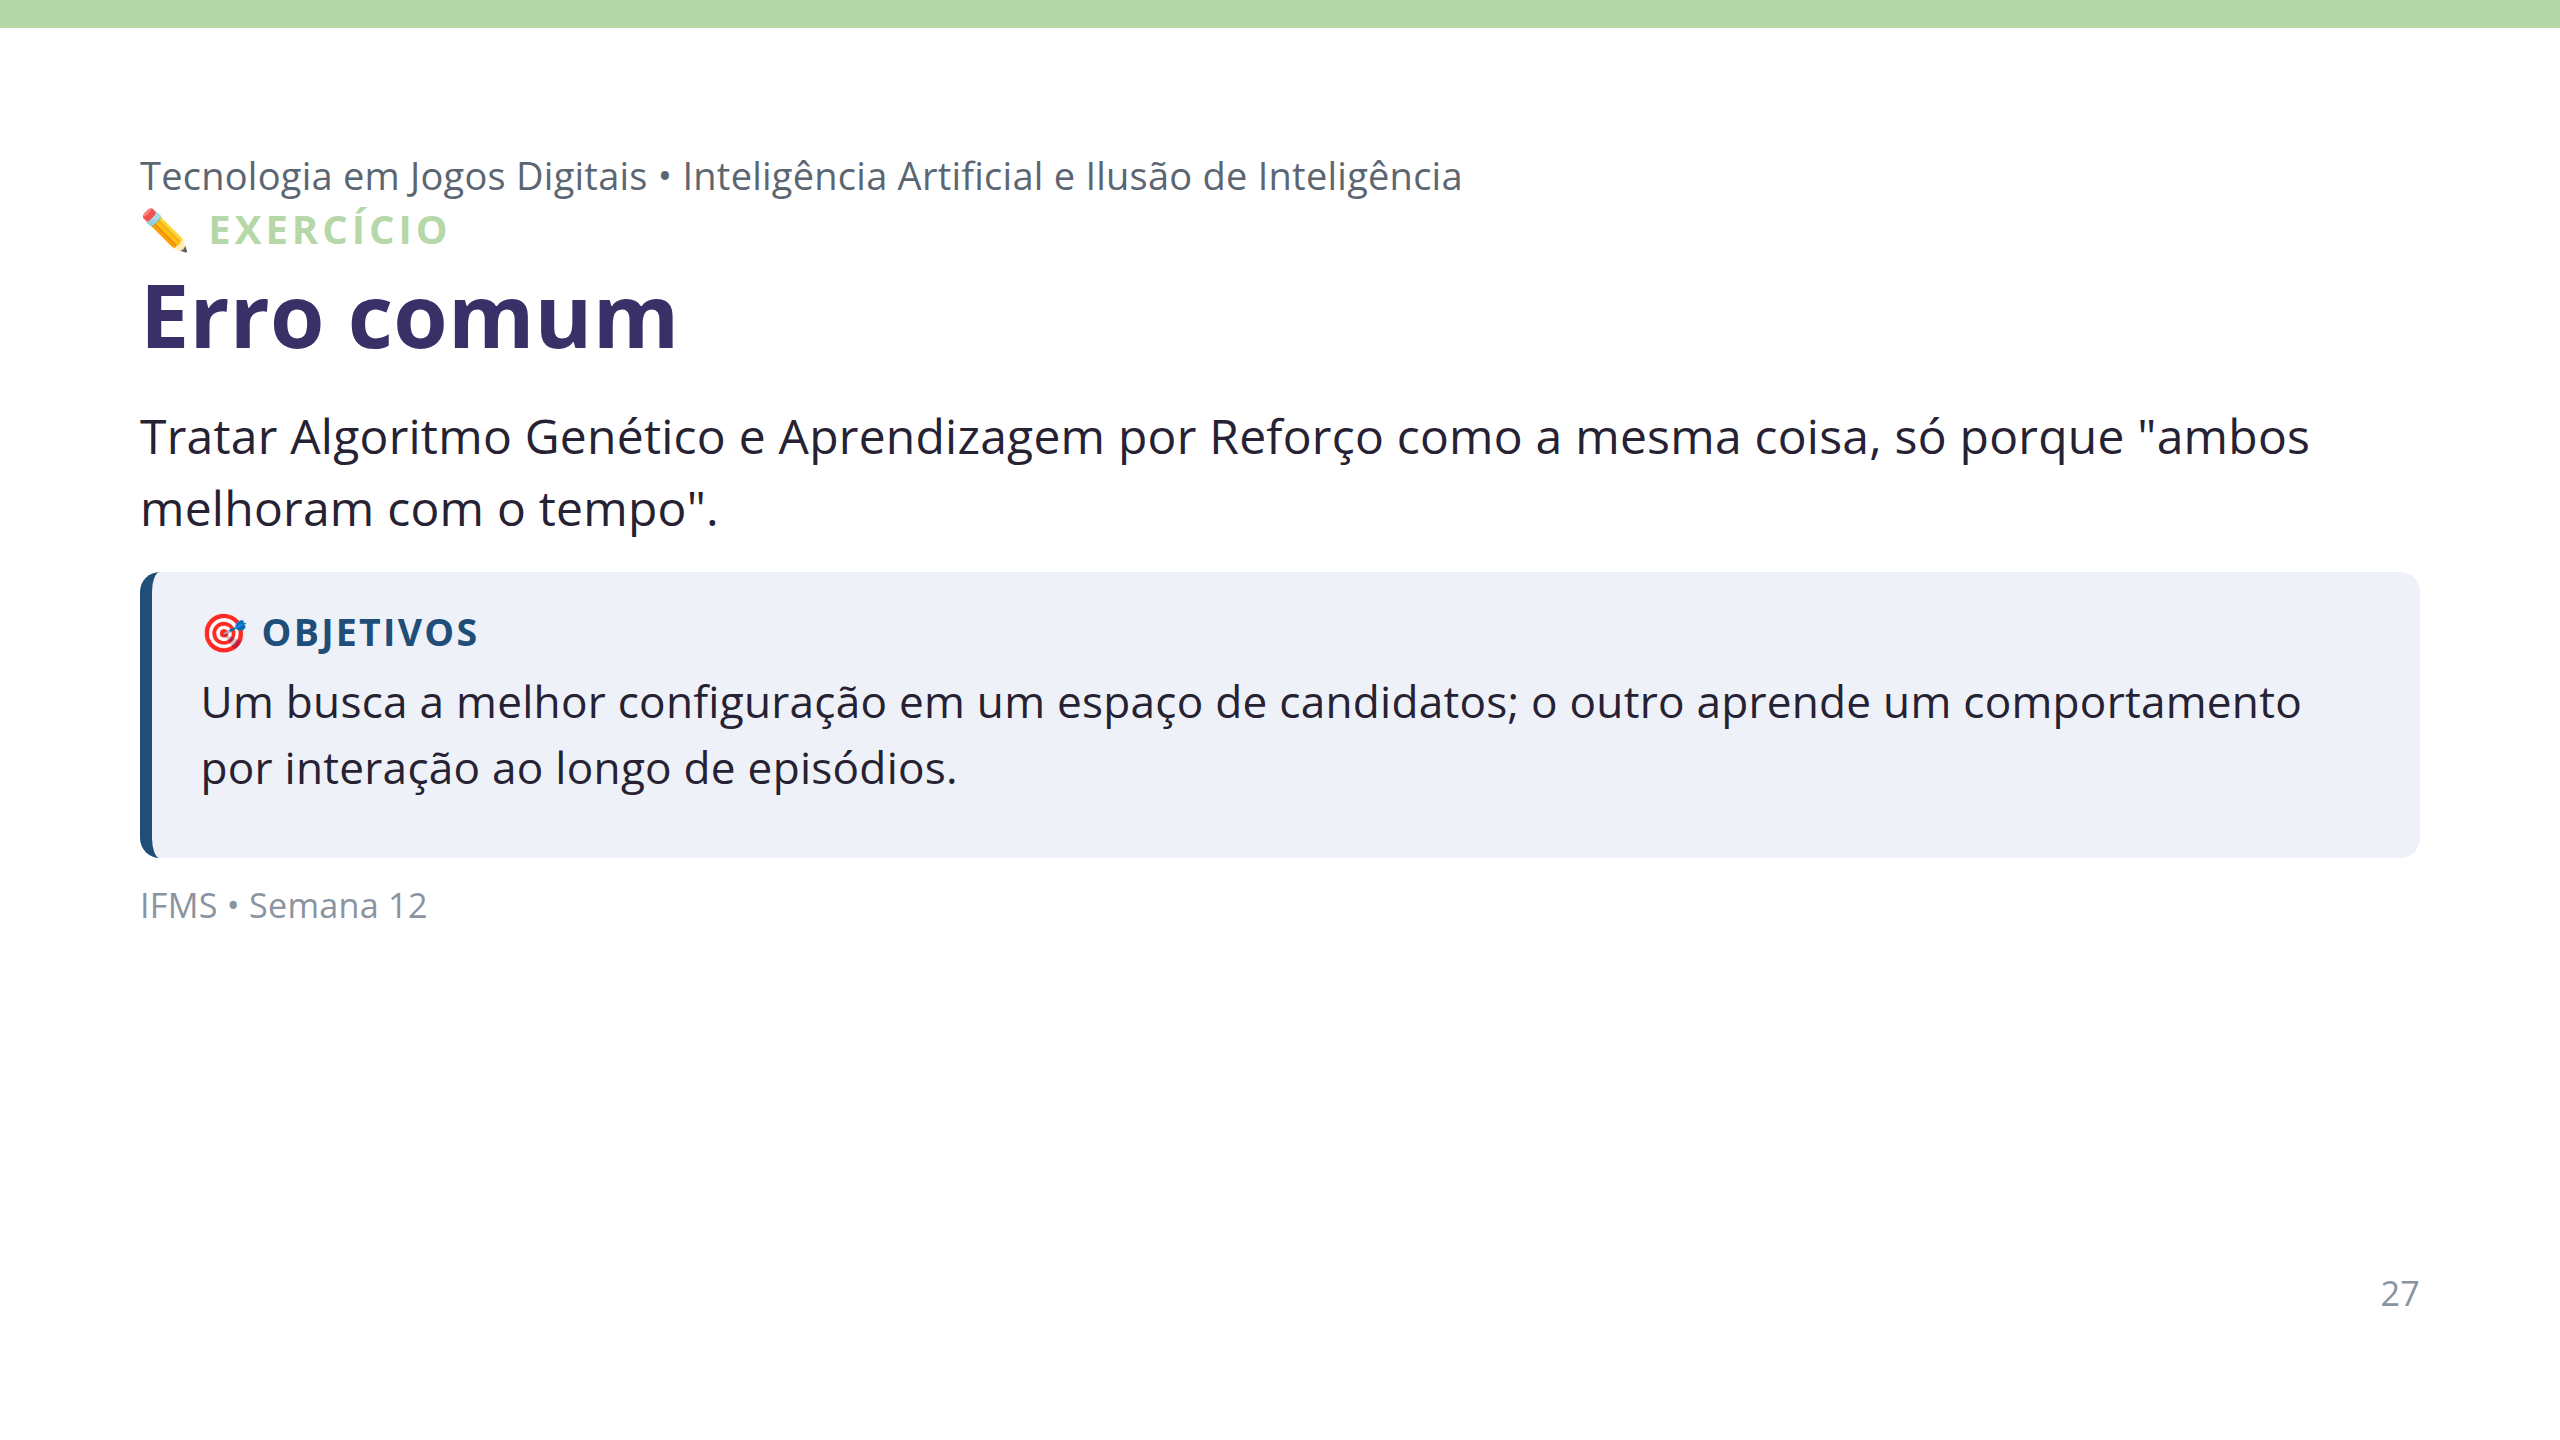 Tecnologia em Jogos Digitais • Inteligência Artificial e Ilusão de Inteligência
✏️ EXERCÍCIO
Erro comum
Tratar Algoritmo Genético e Aprendizagem por Reforço como a mesma coisa, só porque "ambos
melhoram com o tempo".
🎯 OBJETIVOS
Um busca a melhor configuração em um espaço de candidatos; o outro aprende um comportamento
por interação ao longo de episódios.
IFMS • Semana 12
27